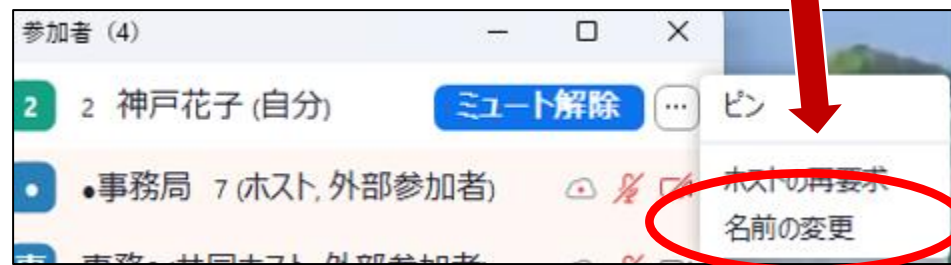 参加者 (4)
2 2 神戸花子 (自分) ミュート解除 … ピン
•事務局 7 (ホスト, 外部参加者) ホストの再要求
名前の変更